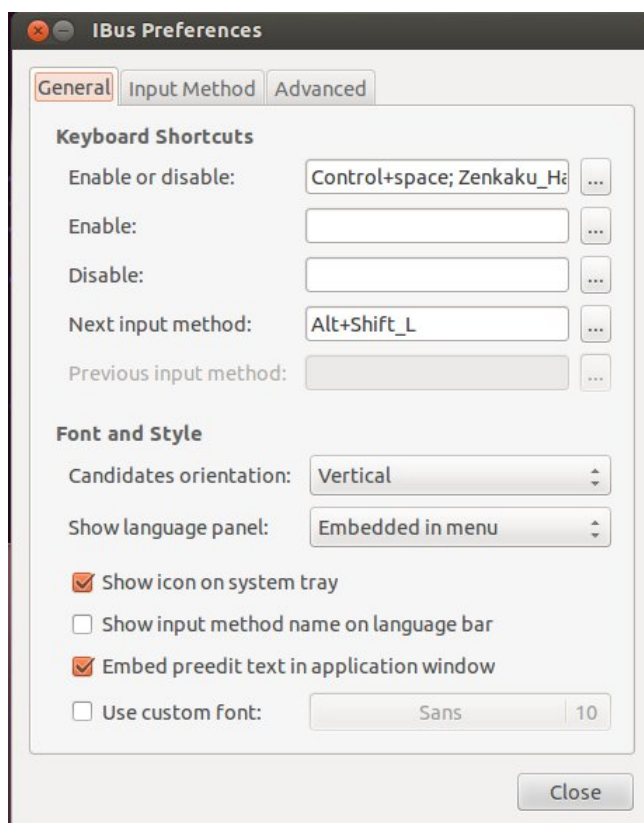 IBus Preferences
General Input Method Advanced
Keyboard Shortcuts
Enable or disable: Control+space; Zenkaku_Ha ...
Enable: ...
Disable: ...
Next input method: Alt+Shift_L ...
Previous input method: ...
Font and Style
Candidates orientation: Vertical
Show language panel: Embedded in menu
Show icon on system tray
Show input method name on language bar
Embed preedit text in application window
Use custom font: Sans 10
Close